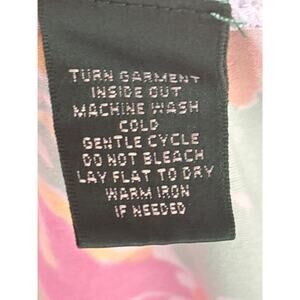 TURN GARMENT
INSIDE OUT
MACHINE WASH
COLD
GENTLE CYCLE
DO NOT BLEACH
LAY FLAT TO DRY
WARM IRON
IF NEEDED